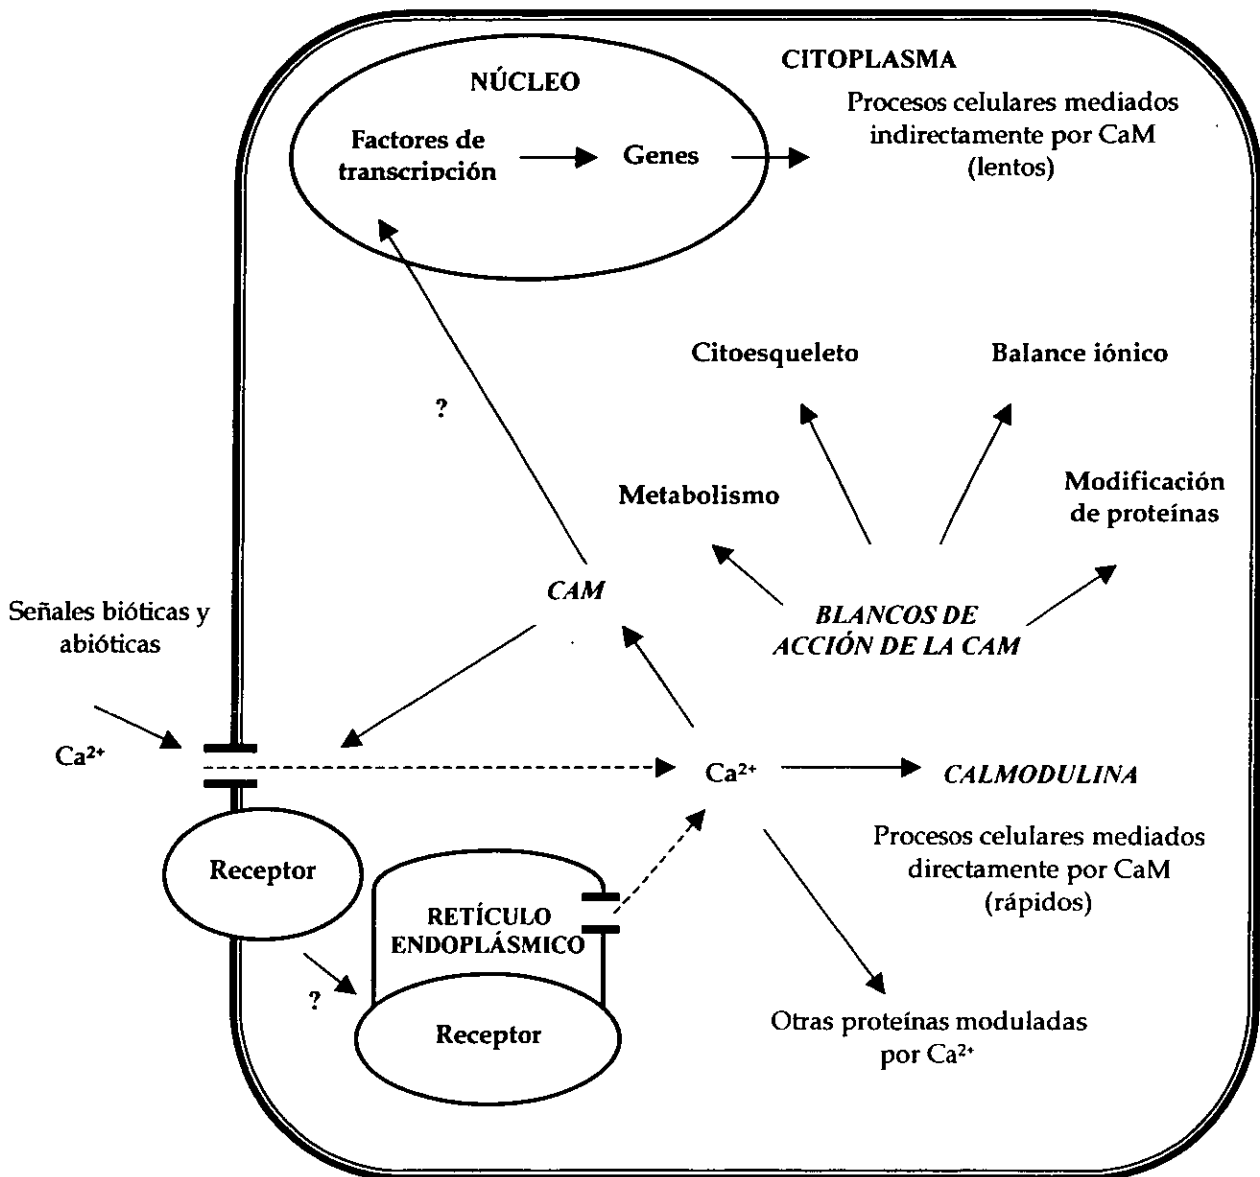 CITOPLASMA
NÚCLEO
Procesos celulares mediados
indirectamente por CaM
(lentos)
Factores de
transcripción
Genes
Citoesqueleto
Balance iónico
?
Metabolismo
Modificación
de proteínas
CAM
Señales bióticas y
abióticas
BLANCOS DE
ACCIÓN DE LA CAM
Ca²⁺
Ca²⁺
CALMODULINA
Procesos celulares mediados
directamente por CaM
(rápidos)
Receptor
RETÍCULO
ENDOPLÁSMICO
?
Receptor
Otras proteínas moduladas
por Ca²⁺